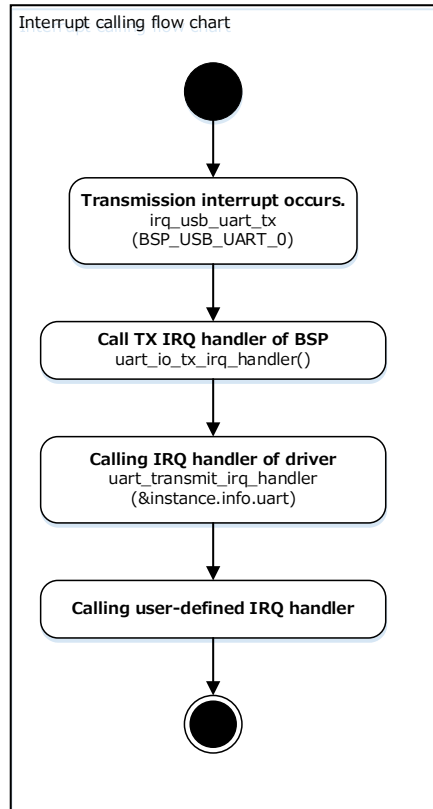 Interrupt calling flow chart
Transmission interrupt occurs.
irq_usb_uart_tx
(BSP_USB_UART_0)
Call TX IRQ handler of BSP
uart_io_tx_irq_handler()
Calling IRQ handler of driver
uart_transmit_irq_handler
(&instance.info.uart)
Calling user-defined IRQ handler